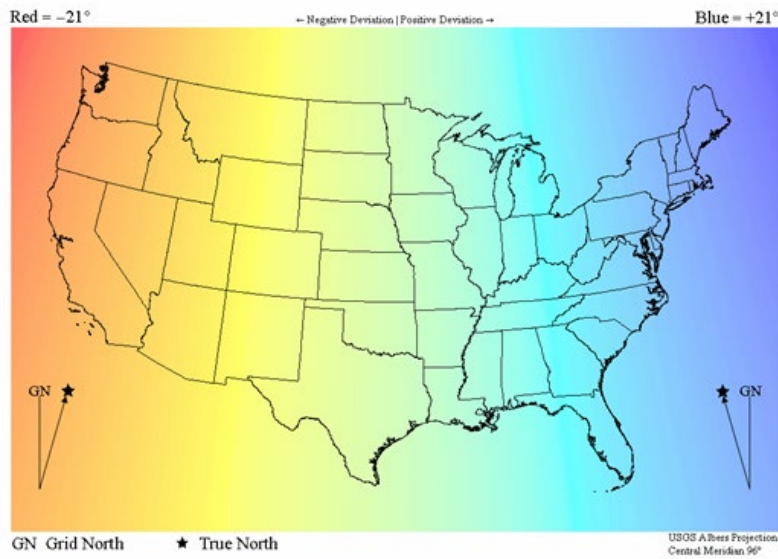 Red = −21°
← Negative Deviation | Positive Deviation →
Blue = +21°
GN
GN
GN Grid North
★ True North
USGS Albers Projection
Central Meridian 96°